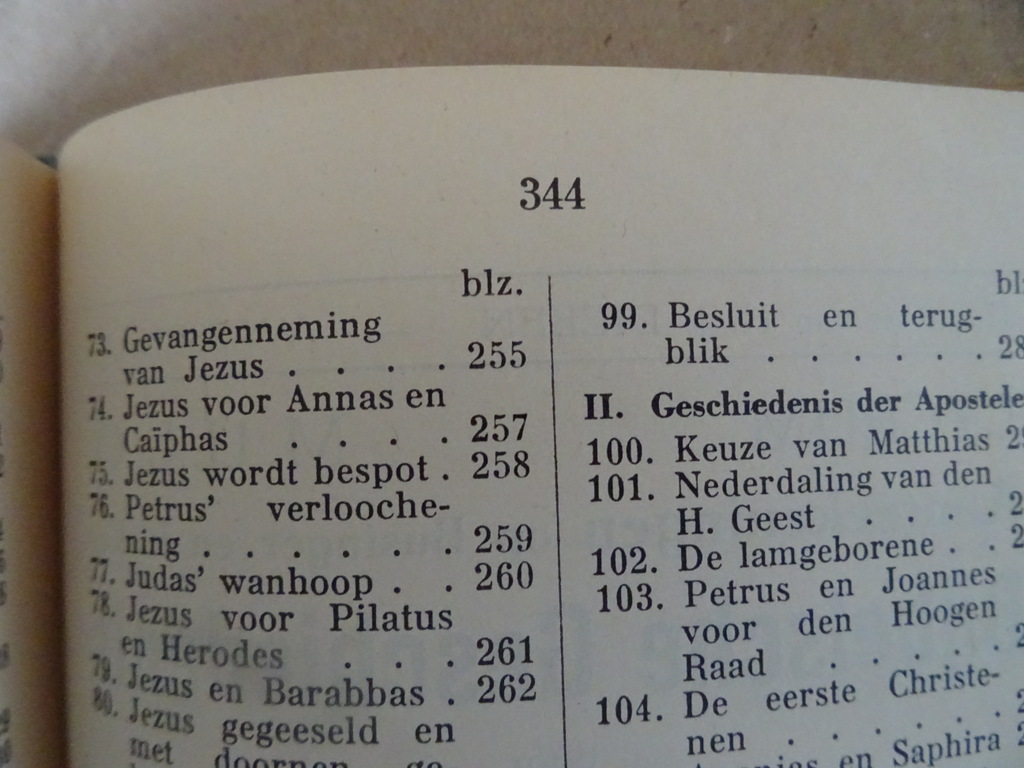 344
blz.
73. Gevangenneming
van Jezus . . . . 255
74. Jezus voor Annas en
Caïphas . . . . 257
75. Jezus wordt bespot . 258
76. Petrus' verlooche-
ning . . . . . . 259
77. Judas' wanhoop . . 260
78. Jezus voor Pilatus
en Herodes . . . 261
79. Jezus en Barabbas . 262
80. Jezus gegeeseld en
met doornen ge-
99. Besluit en terug-
blik . . . . . . 28
II. Geschiedenis der Apostele
100. Keuze van Matthias
101. Nederdaling van den
H. Geest . . . .
102. De lamgeborene . .
103. Petrus en Joannes
voor den Hoogen
Raad . . . . .
104. De eerste Christe-
nen . . . . .
en Saphira